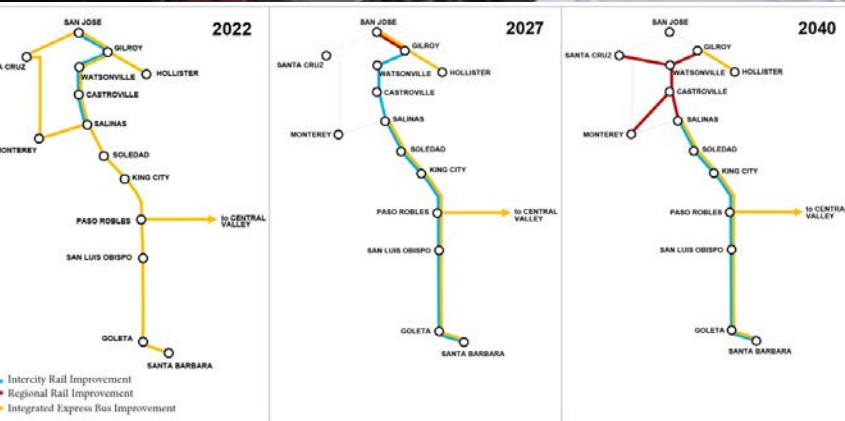 2022
SAN JOSE
GILROY
A CRUZ
WATSONVILLE
HOLLISTER
CASTROVILLE
SALINAS
MONTEREY
SOLEDAD
KING CITY
PASO ROBLES
to CENTRAL
VALLEY
SAN LUIS OBISPO
GOLETA
SANTA BARBARA
Intercity Rail Improvement
Regional Rail Improvement
Integrated Express Bus Improvement
2027
SAN JOSE
GILROY
SANTA CRUZ
WATSONVILLE
HOLLISTER
CASTROVILLE
SALINAS
MONTEREY
SOLEDAD
KING CITY
PASO ROBLES
to CENTRAL
VALLEY
SAN LUIS OBISPO
GOLETA
SANTA BARBARA
2040
SAN JOSE
GILROY
SANTA CRUZ
WATSONVILLE
HOLLISTER
CASTROVILLE
SALINAS
MONTEREY
SOLEDAD
KING CITY
PASO ROBLES
to CENTRA
VALLEY
SAN LUIS OBISPO
GOLETA
SANTA BARBARA